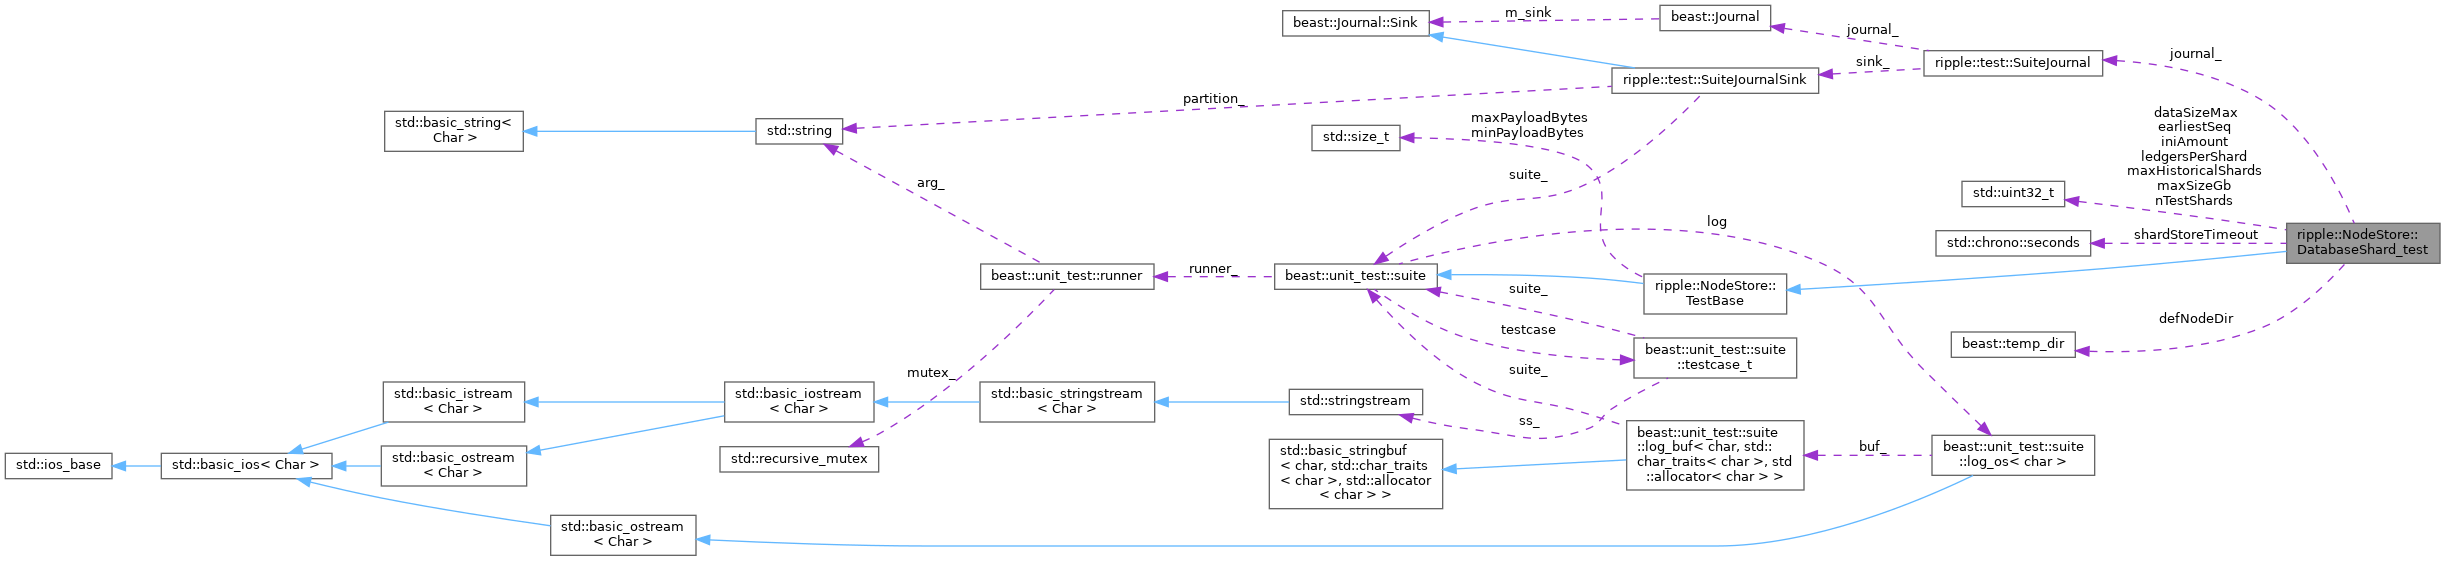 beast::Journal::Sink
m_sink
beast::Journal
journal_
ripple::test::SuiteJournal
journal_
sink_
ripple::test::SuiteJournalSink
partition_
std::basic_string<
Char >
std::string
std::size_t
maxPayloadBytes
minPayloadBytes
dataSizeMax
earliestSeq
iniAmount
ledgersPerShard
maxHistoricalShards
maxSizeGb
nTestShards
std::uint32_t
arg_
suite_
log
ripple::NodeStore::
DatabaseShard_test
std::chrono::seconds
shardStoreTimeout
beast::unit_test::runner
runner_
beast::unit_test::suite
ripple::NodeStore::
TestBase
suite_
defNodeDir
testcase
beast::temp_dir
beast::unit_test::suite
::testcase_t
mutex_
suite_
std::basic_istream
< Char >
std::basic_iostream
< Char >
std::basic_stringstream
< Char >
std::stringstream
ss_
std::ios_base
std::basic_ios< Char >
std::basic_ostream
< Char >
std::recursive_mutex
std::basic_stringbuf
< char, std::char_traits
< char >, std::allocator
< char > >
beast::unit_test::suite
::log_buf< char, std::
char_traits< char >, std
::allocator< char > >
buf_
beast::unit_test::suite
::log_os< char >
std::basic_ostream
< Char >